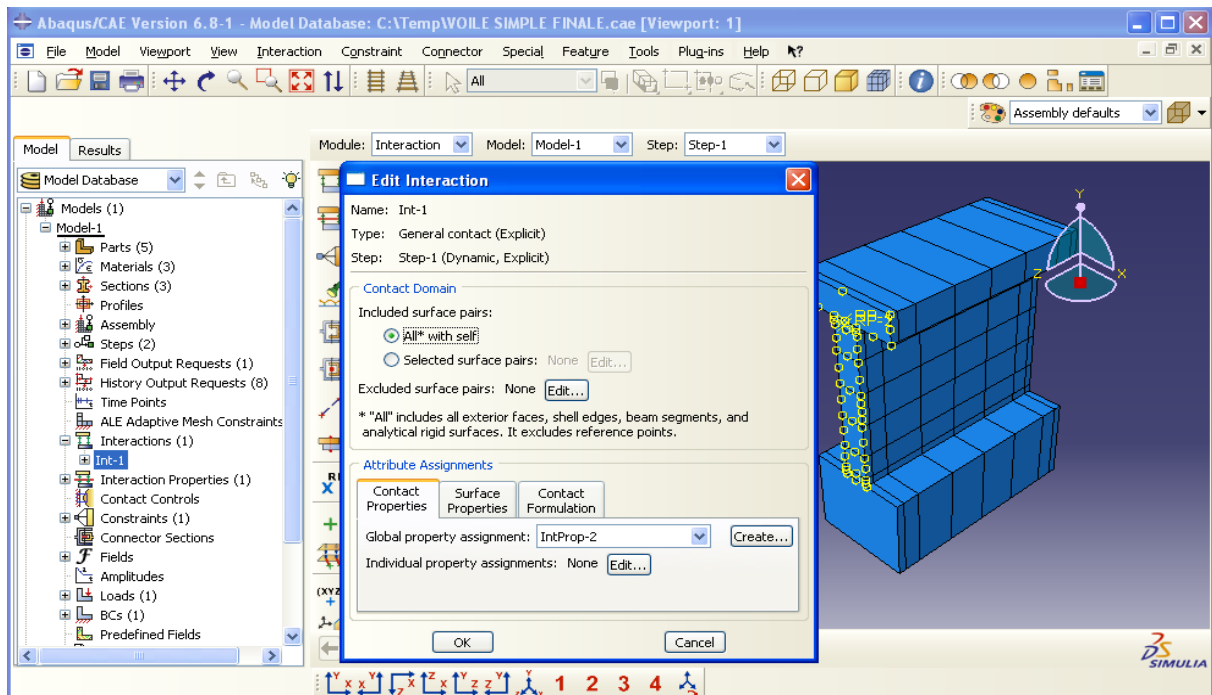 Abaqus/CAE Version 6.8-1 - Model Database: C:\Temp\VOILE SIMPLE FINALE.cae [Viewport: 1]
File Model Viewport View Interaction Constraint Connector Special Feature Tools Plug-ins Help
All
Assembly defaults
Model Results
Module: Interaction Model: Model-1 Step: Step-1
Model Database
Models (1)
Model-1
Parts (5)
Materials (3)
Sections (3)
Profiles
Assembly
Steps (2)
Field Output Requests (1)
History Output Requests (8)
Time Points
ALE Adaptive Mesh Constraints
Interactions (1)
Int-1
Interaction Properties (1)
Contact Controls
Constraints (1)
Connector Sections
Fields
Amplitudes
Loads (1)
BCs (1)
Predefined Fields
(XYZ
Edit Interaction
Name: Int-1
Type: General contact (Explicit)
Step: Step-1 (Dynamic, Explicit)
Contact Domain
Included surface pairs:
All* with self
Selected surface pairs: None Edit...
Excluded surface pairs: None Edit...
* "All" includes all exterior faces, shell edges, beam segments, and
analytical rigid surfaces. It excludes reference points.
Attribute Assignments
Contact Properties
Surface Properties
Contact Formulation
Global property assignment: IntProp-2 Create...
Individual property assignments: None Edit...
OK Cancel
Y
Z
X
SIMULIA
1 2 3 4